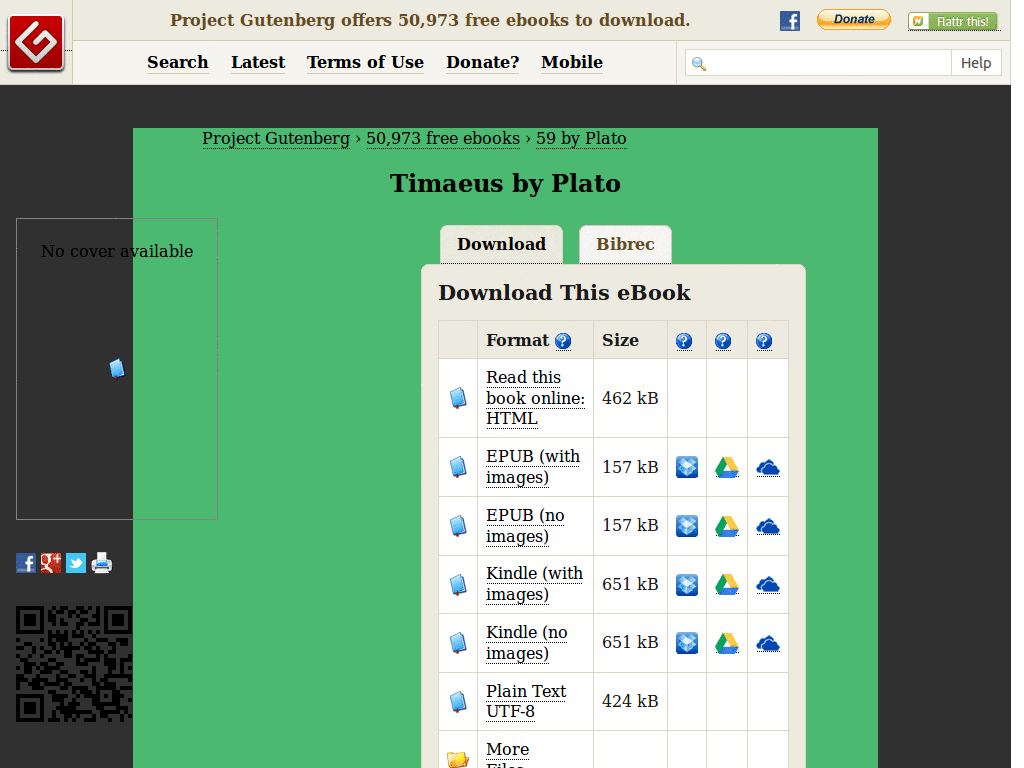 Project Gutenberg offers 50,973 free ebooks to download.
Donate
Flattr this!
Search Latest Terms of Use Donate? Mobile
Help
Project Gutenberg › 50,973 free ebooks › 59 by Plato
Timaeus by Plato
No cover available
Download Bibrec
Download This eBook
Format ? Size ? ? ?
Read this
book online:
HTML
462 kB
EPUB (with
images)
157 kB
EPUB (no
images)
157 kB
Kindle (with
images)
651 kB
Kindle (no
images)
651 kB
Plain Text
UTF-8
424 kB
More
Files...